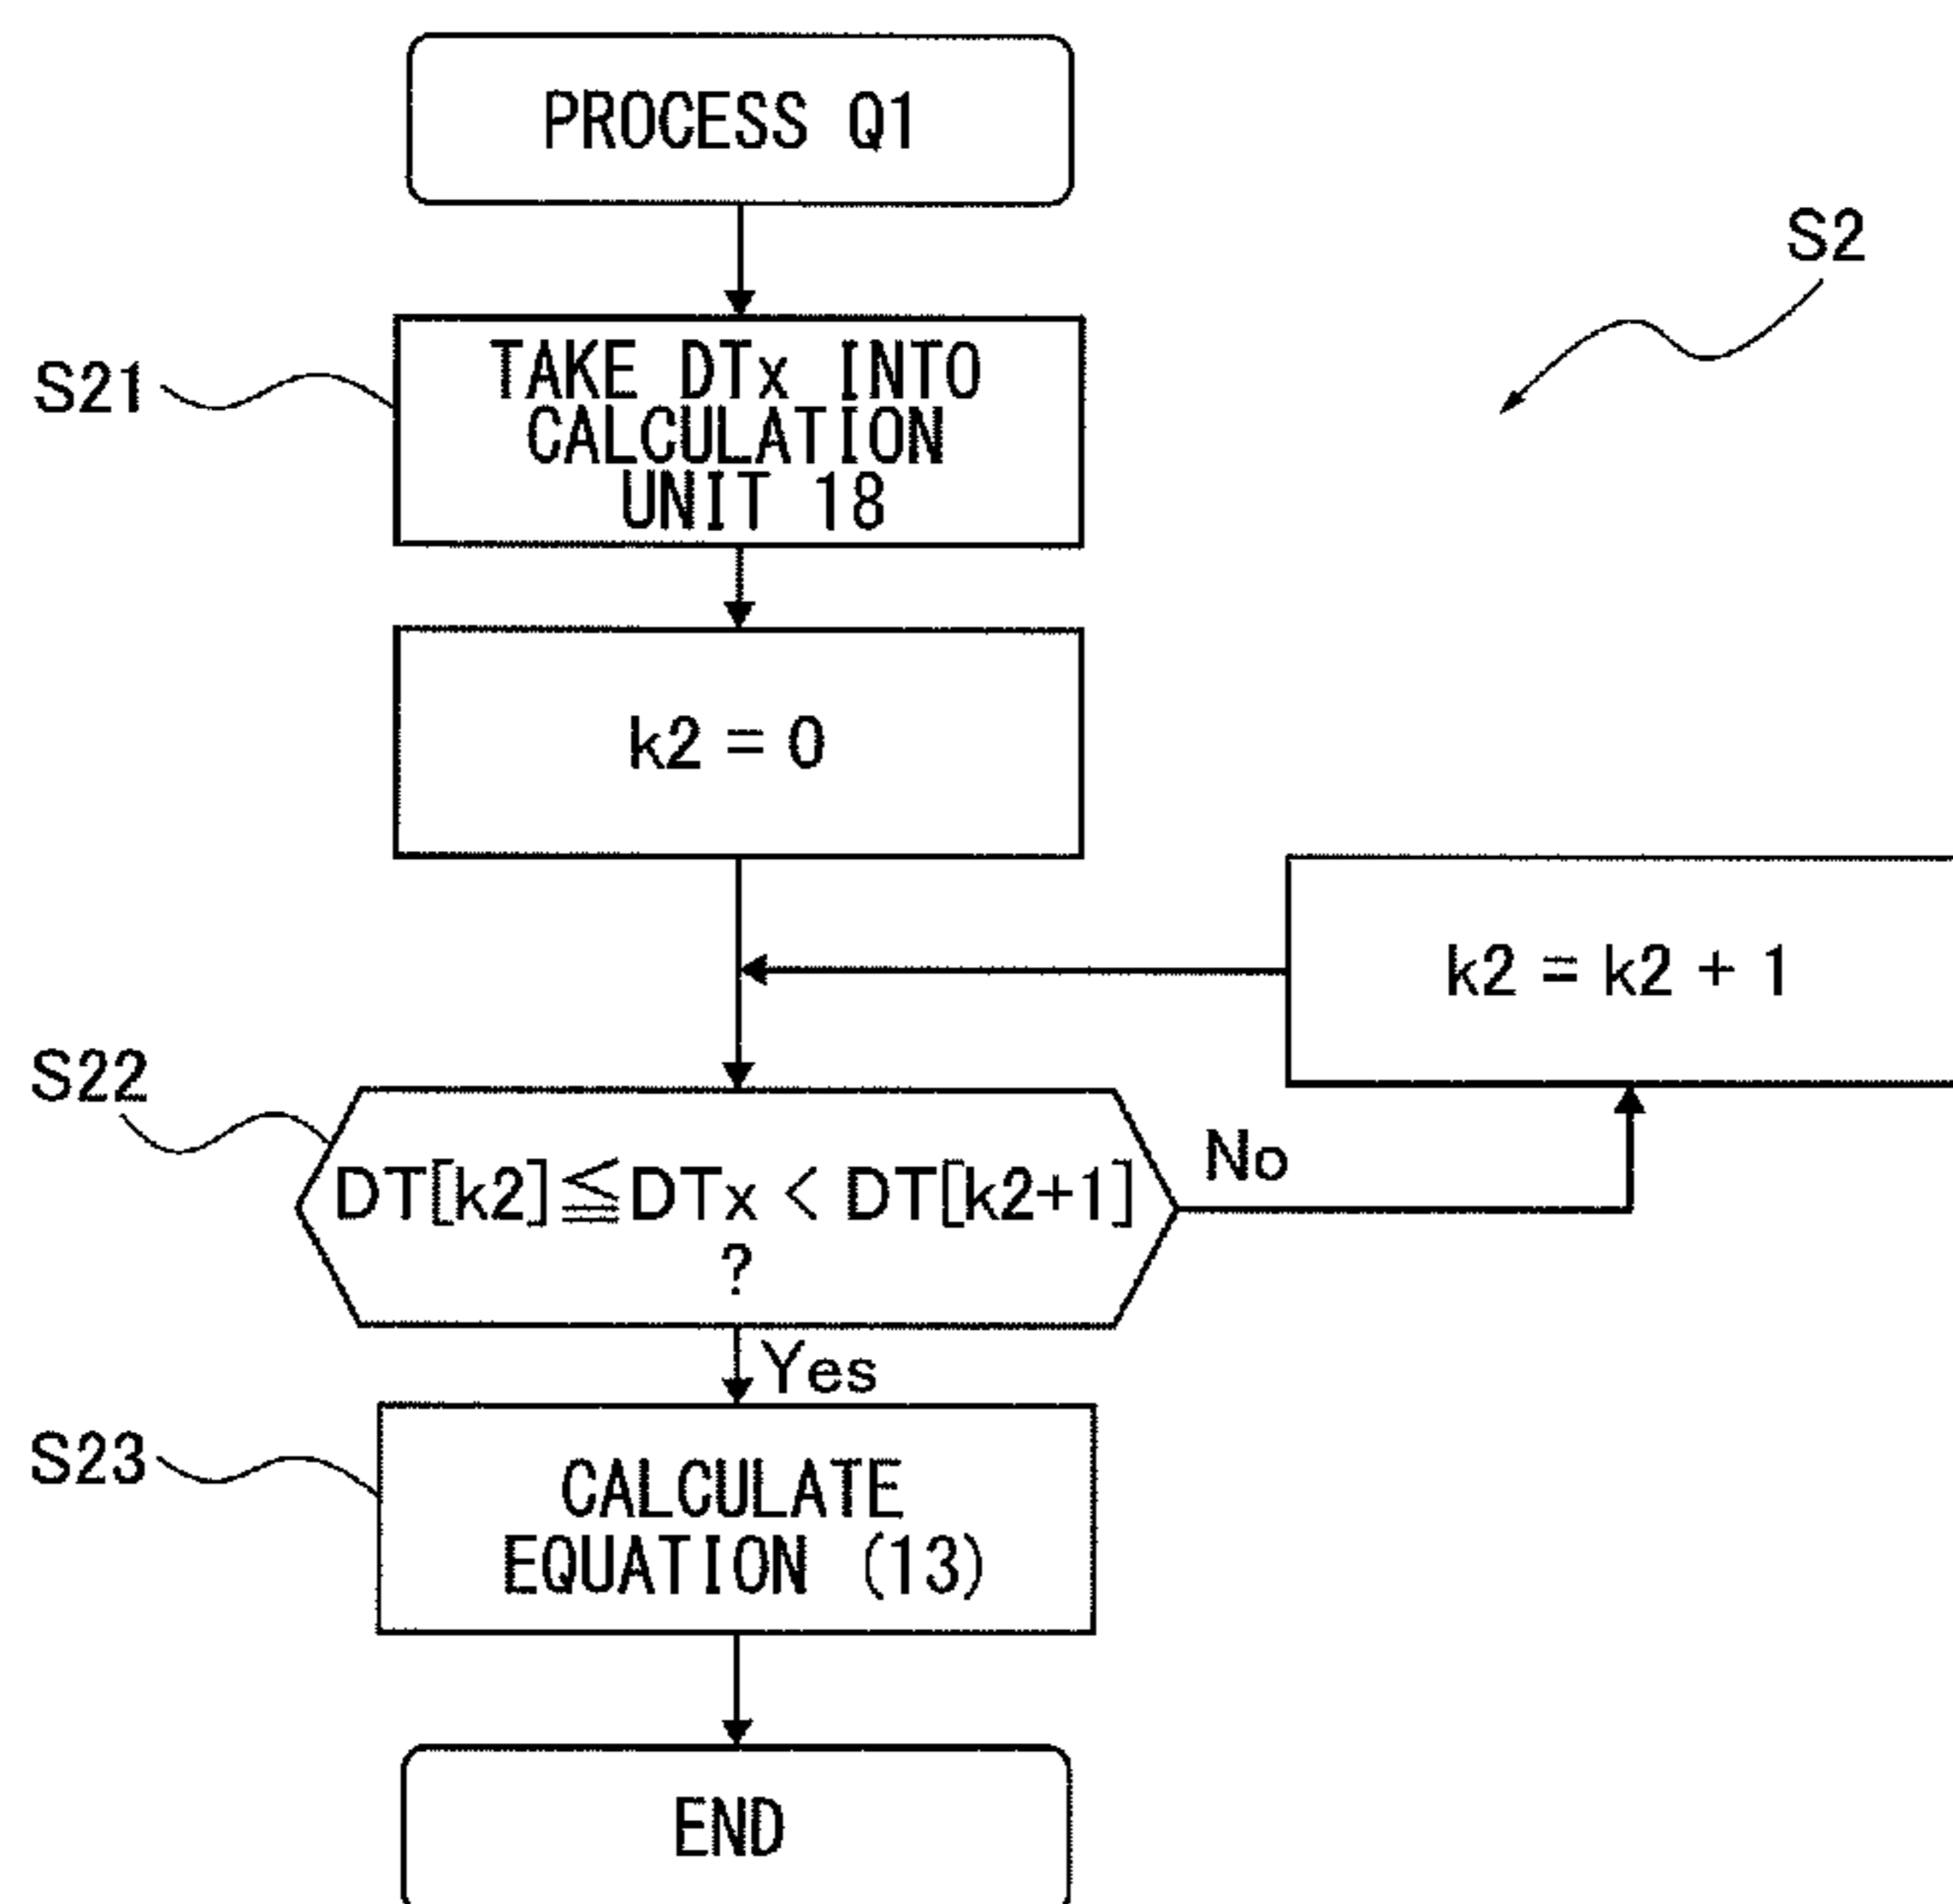 PROCESS Q1
S2
S21
TAKE DTx INTO
CALCULATION
UNIT 18
k2 = 0
k2 = k2 + 1
S22
DT[k2]≦DTx < DT[k2+1]
?
No
Yes
S23
CALCULATE
EQUATION (13)
END